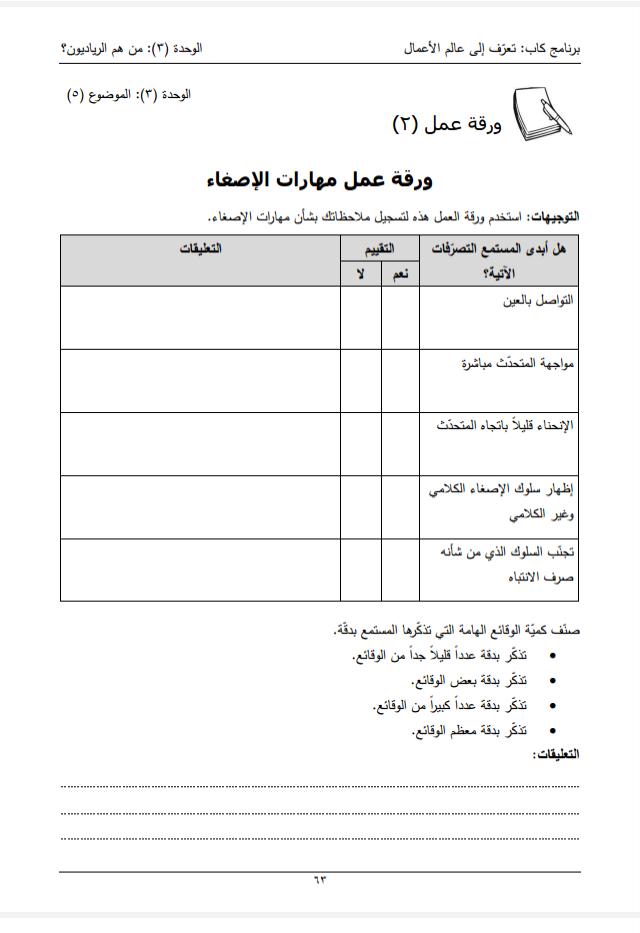 برنامج كاب: تعرّف إلى عالم الأعمال
الوحدة (٣): من هم الرياديون؟
الوحدة (٣): الموضوع (٥)
ورقة عمل (٢)
ورقة عمل مهارات الإصغاء
التوجيهات: استخدم ورقة العمل هذه لتسجيل ملاحظاتك بشأن مهارات الإصغاء.
هل أبدى المستمع التصرّفات
الآتية؟
التقييم
نعم
لا
التعليقات
التواصل بالعين
مواجهة المتحدّث مباشرة
الإنحناء قليلاً باتجاه المتحدّث
إظهار سلوك الإصغاء الكلامي
وغير الكلامي
تجنّب السلوك الذي من شأنه
صرف الانتباه
صنّف كميّة الوقائع الهامة التي تذكّرها المستمع بدقّة.
• تذكّر بدقة عدداً قليلاً جداً من الوقائع.
• تذكّر بدقة بعض الوقائع.
• تذكّر بدقة عدداً كبيراً من الوقائع.
• تذكّر بدقة معظم الوقائع.
التعليقات:
٦٣